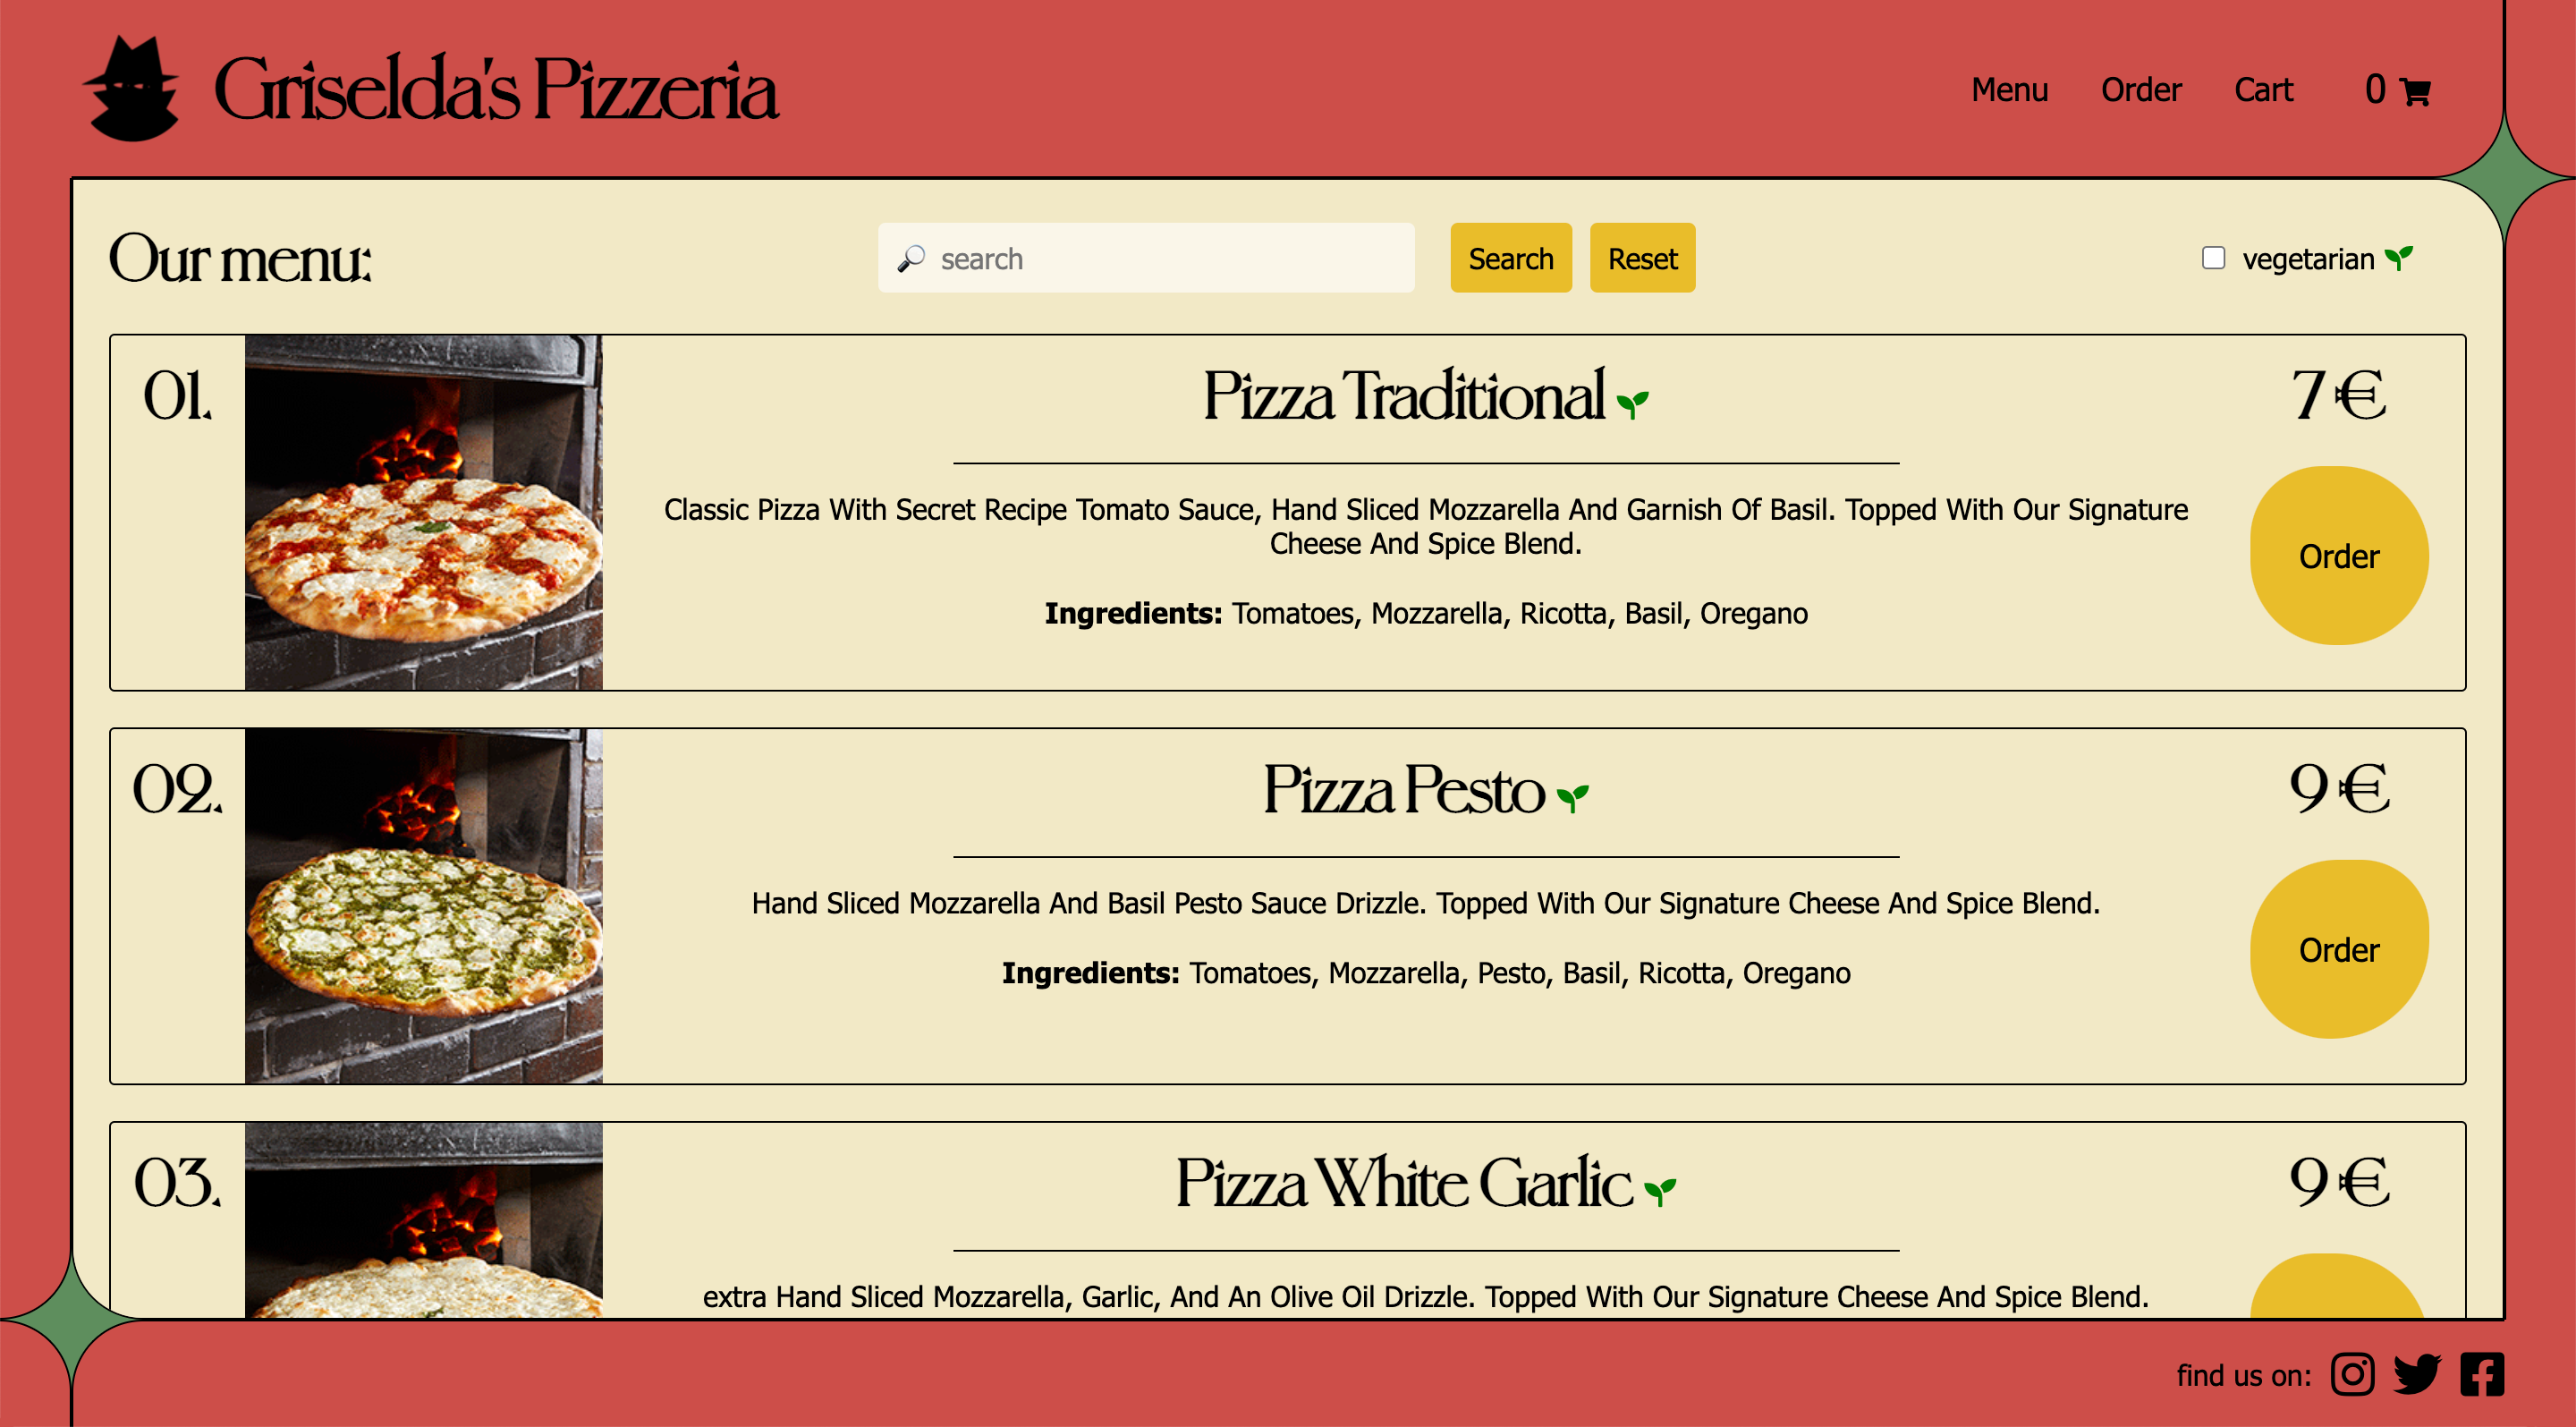 Griselda's Pizzeria
Menu Order Cart 0
Our menu:
search
Search
Reset
vegetarian
01.
Pizza Traditional
7 €
Classic Pizza With Secret Recipe Tomato Sauce, Hand Sliced Mozzarella And Garnish Of Basil. Topped With Our Signature
Cheese And Spice Blend.
Order
Ingredients: Tomatoes, Mozzarella, Ricotta, Basil, Oregano
02.
Pizza Pesto
9 €
Hand Sliced Mozzarella And Basil Pesto Sauce Drizzle. Topped With Our Signature Cheese And Spice Blend.
Order
Ingredients: Tomatoes, Mozzarella, Pesto, Basil, Ricotta, Oregano
03.
Pizza White Garlic
9 €
extra Hand Sliced Mozzarella, Garlic, And An Olive Oil Drizzle. Topped With Our Signature Cheese And Spice Blend.
find us on: